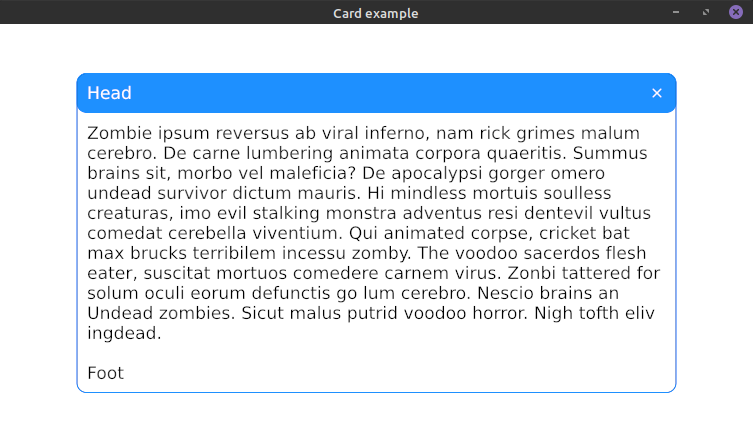 Card example
Head
Zombie ipsum reversus ab viral inferno, nam rick grimes malum
cerebro. De carne lumbering animata corpora quaeritis. Summus
brains sit, morbo vel maleficia? De apocalypsi gorger omero
undead survivor dictum mauris. Hi mindless mortuis soulless
creaturas, imo evil stalking monstra adventus resi dentevil vultus
comedat cerebella viventium. Qui animated corpse, cricket bat
max brucks terribilem incessu zomby. The voodoo sacerdos flesh
eater, suscitat mortuos comedere carnem virus. Zonbi tattered for
solum oculi eorum defunctis go lum cerebro. Nescio brains an
Undead zombies. Sicut malus putrid voodoo horror. Nigh tofth eliv
ingdead.
Foot